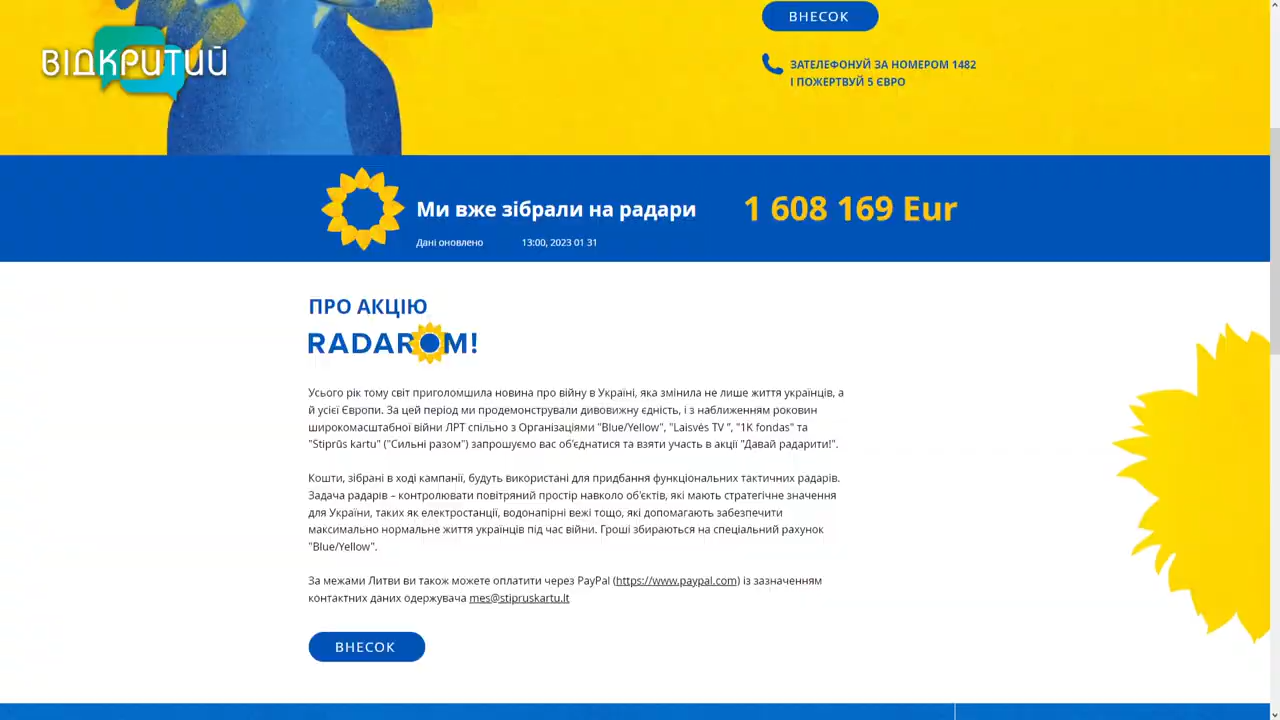 ВІДКРИТИЙ
ВНЕСОК
ЗАТЕЛЕФОНУЙ ЗА НОМЕРОМ 1482
І ПОЖЕРТВУЙ 5 ЄВРО
Ми вже зібрали на радари
1 608 169 Eur
Дані оновлено 13:00, 2023 01 31
ПРО АКЦІЮ
RADAROM!
Усього рік тому світ приголомшила новина про війну в Україні, яка змінила не лише життя українців, а
й усієї Європи. За цей період ми продемонстрували дивовижну єдність, і з наближенням роковин
широкомасштабної війни ЛРТ спільно з Організаціями "Blue/Yellow", "Laisvės TV ", "1K fondas" та
"Stiprūs kartu" ("Сильні разом") запрошуємо вас об'єднатися та взяти участь в акції "Давай радарити!".
Кошти, зібрані в ході кампанії, будуть використані для придбання функціональних тактичних радарів.
Задача радарів – контролювати повітряний простір навколо об'єктів, які мають стратегічне значення
для України, таких як електростанції, водонапірні вежі тощо, які допомагають забезпечити
максимально нормальне життя українців під час війни. Гроші збираються на спеціальний рахунок
"Blue/Yellow".
За межами Литви ви також можете оплатити через PayPal (https://www.paypal.com) із зазначенням
контактних даних одержувача mes@stipruskartu.lt
ВНЕСОК